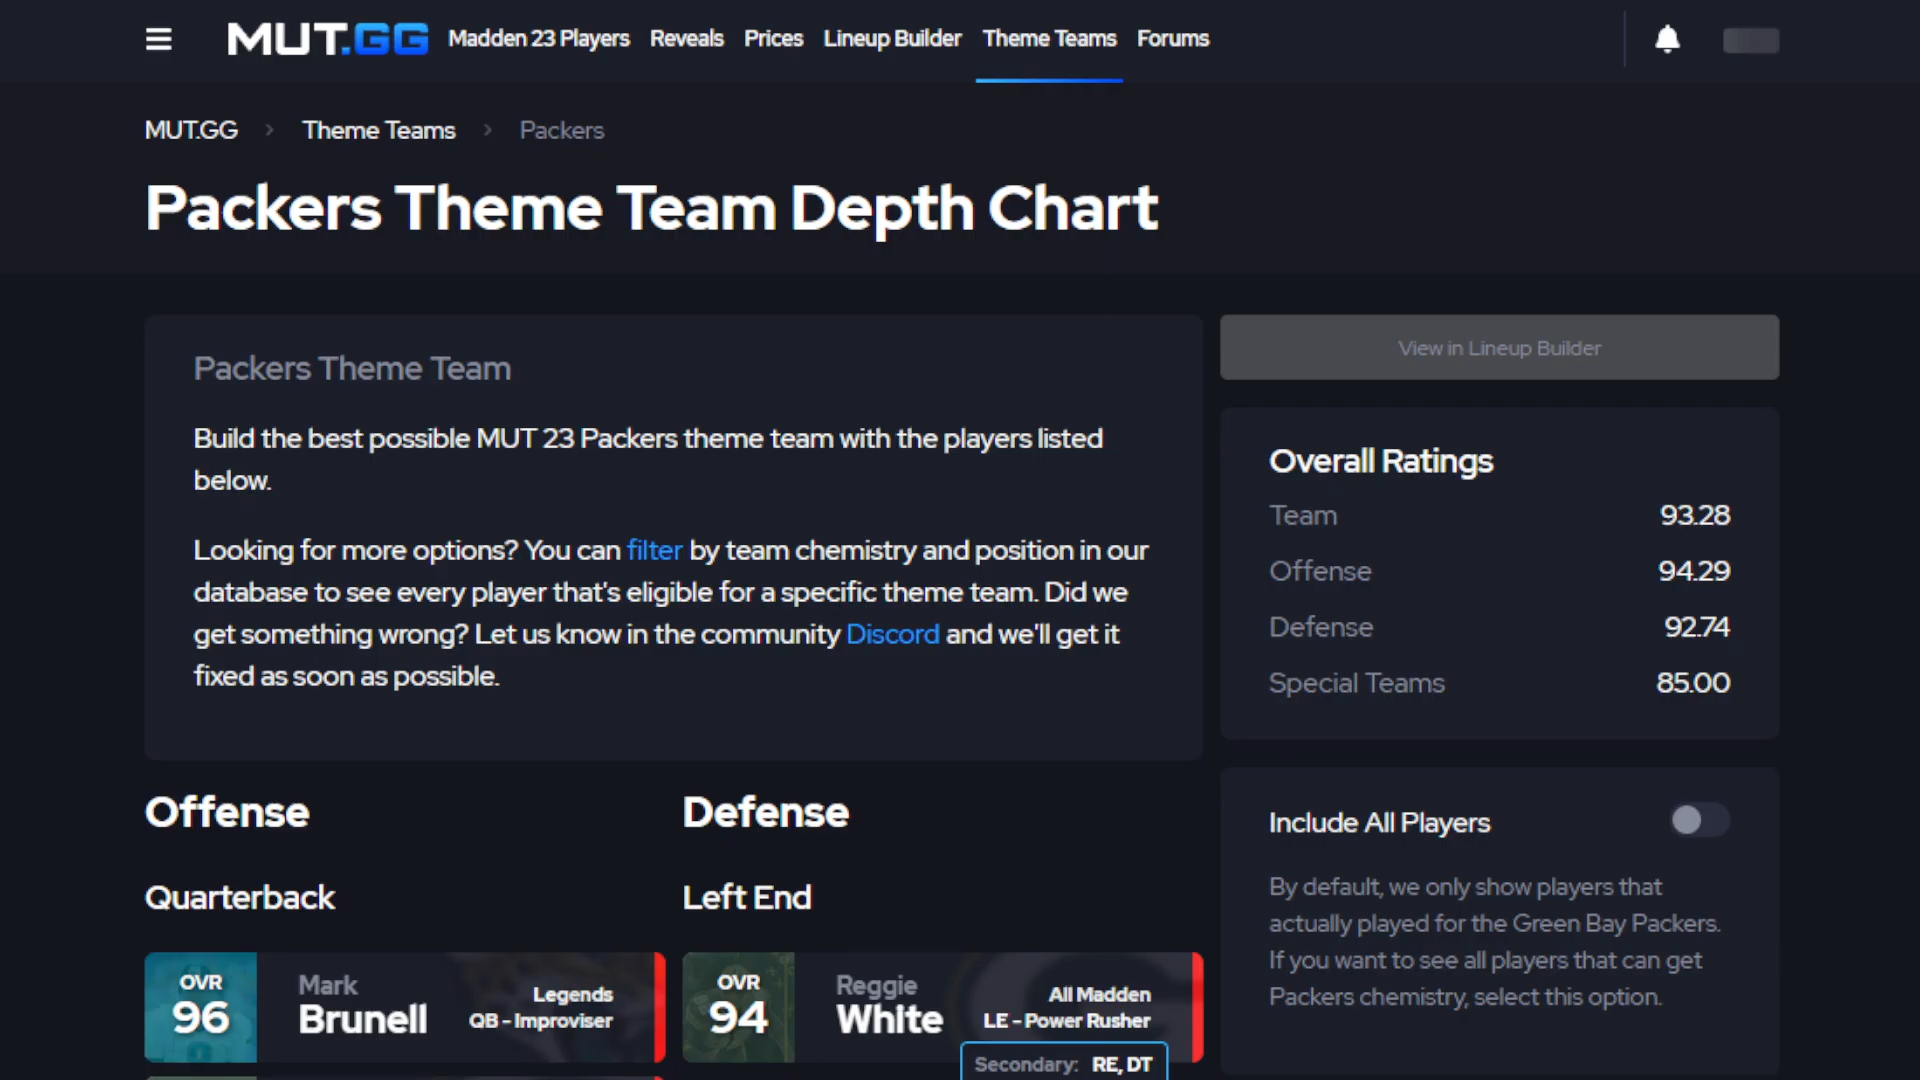 MUT.GG Madden 23 Players Reveals Prices Lineup Builder Theme Teams Forums
MUT.GG > Theme Teams > Packers
Packers Theme Team Depth Chart
Packers Theme Team
Build the best possible MUT 23 Packers theme team with the players listed
below.
Looking for more options? You can filter by team chemistry and position in our
database to see every player that's eligible for a specific theme team. Did we
get something wrong? Let us know in the community Discord and we'll get it
fixed as soon as possible.
View in Lineup Builder
Overall Ratings
Team 93.28
Offense 94.29
Defense 92.74
Special Teams 85.00
Include All Players
By default, we only show players that
actually played for the Green Bay Packers.
If you want to see all players that can get
Packers chemistry, select this option.
Offense
Quarterback
OVR
96
Mark
Brunell
Legends
QB - Improviser
Defense
Left End
OVR
94
Reggie
White
All Madden
LE - Power Rusher
Secondary: RE, DT